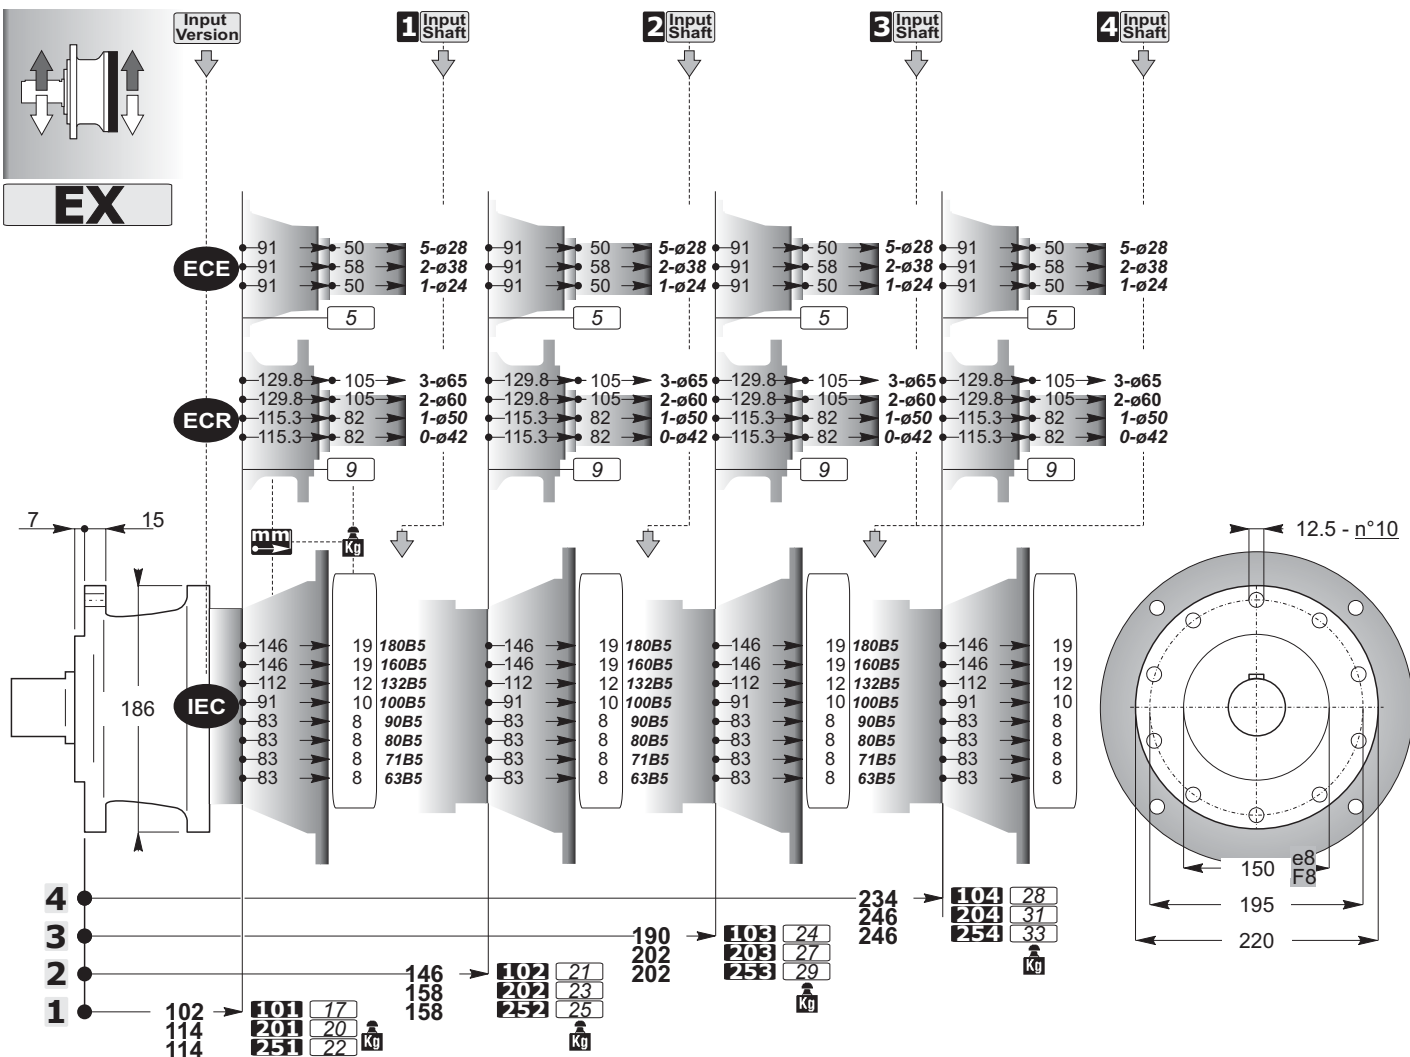 Input Version
1 Input Shaft
2 Input Shaft
3 Input Shaft
4 Input Shaft
EX
ECE
91 50 5-ø28 91 50 5-ø28 91 50 5-ø28 91 50 5-ø28
91 58 2-ø38 91 58 2-ø38 91 58 2-ø38 91 58 2-ø38
91 50 1-ø24 91 50 1-ø24 91 50 1-ø24 91 50 1-ø24
5 5 5 5
ECR
129.8 105 3-ø65 129.8 105 3-ø65 129.8 105 3-ø65 129.8 105 3-ø65
129.8 105 2-ø60 129.8 105 2-ø60 129.8 105 2-ø60 129.8 105 2-ø60
115.3 82 1-ø50 115.3 82 1-ø50 115.3 82 1-ø50 115.3 82 1-ø50
115.3 82 0-ø42 115.3 82 0-ø42 115.3 82 0-ø42 115.3 82 0-ø42
9 9 9 9
7 15
mm
Kg
12.5 - n°10
186
IEC
146 19 180B5 146 19 180B5 146 19 180B5 146 19
146 19 160B5 146 19 160B5 146 19 160B5 146 19
112 12 132B5 112 12 132B5 112 12 132B5 112 12
91 10 100B5 91 10 100B5 91 10 100B5 91 10
83 8 90B5 83 8 90B5 83 8 90B5 83 8
83 8 80B5 83 8 80B5 83 8 80B5 83 8
83 8 71B5 83 8 71B5 83 8 71B5 83 8
83 8 63B5 83 8 63B5 83 8 63B5 83 8
150 e8 F8
195
220
4 234 104 28
246 204 31
246 254 33
Kg
3 190 103 24
202 203 27
202 253 29
Kg
2 146 102 21
158 202 23
158 252 25
Kg
1 102 101 17
114 201 20
114 251 22
Kg